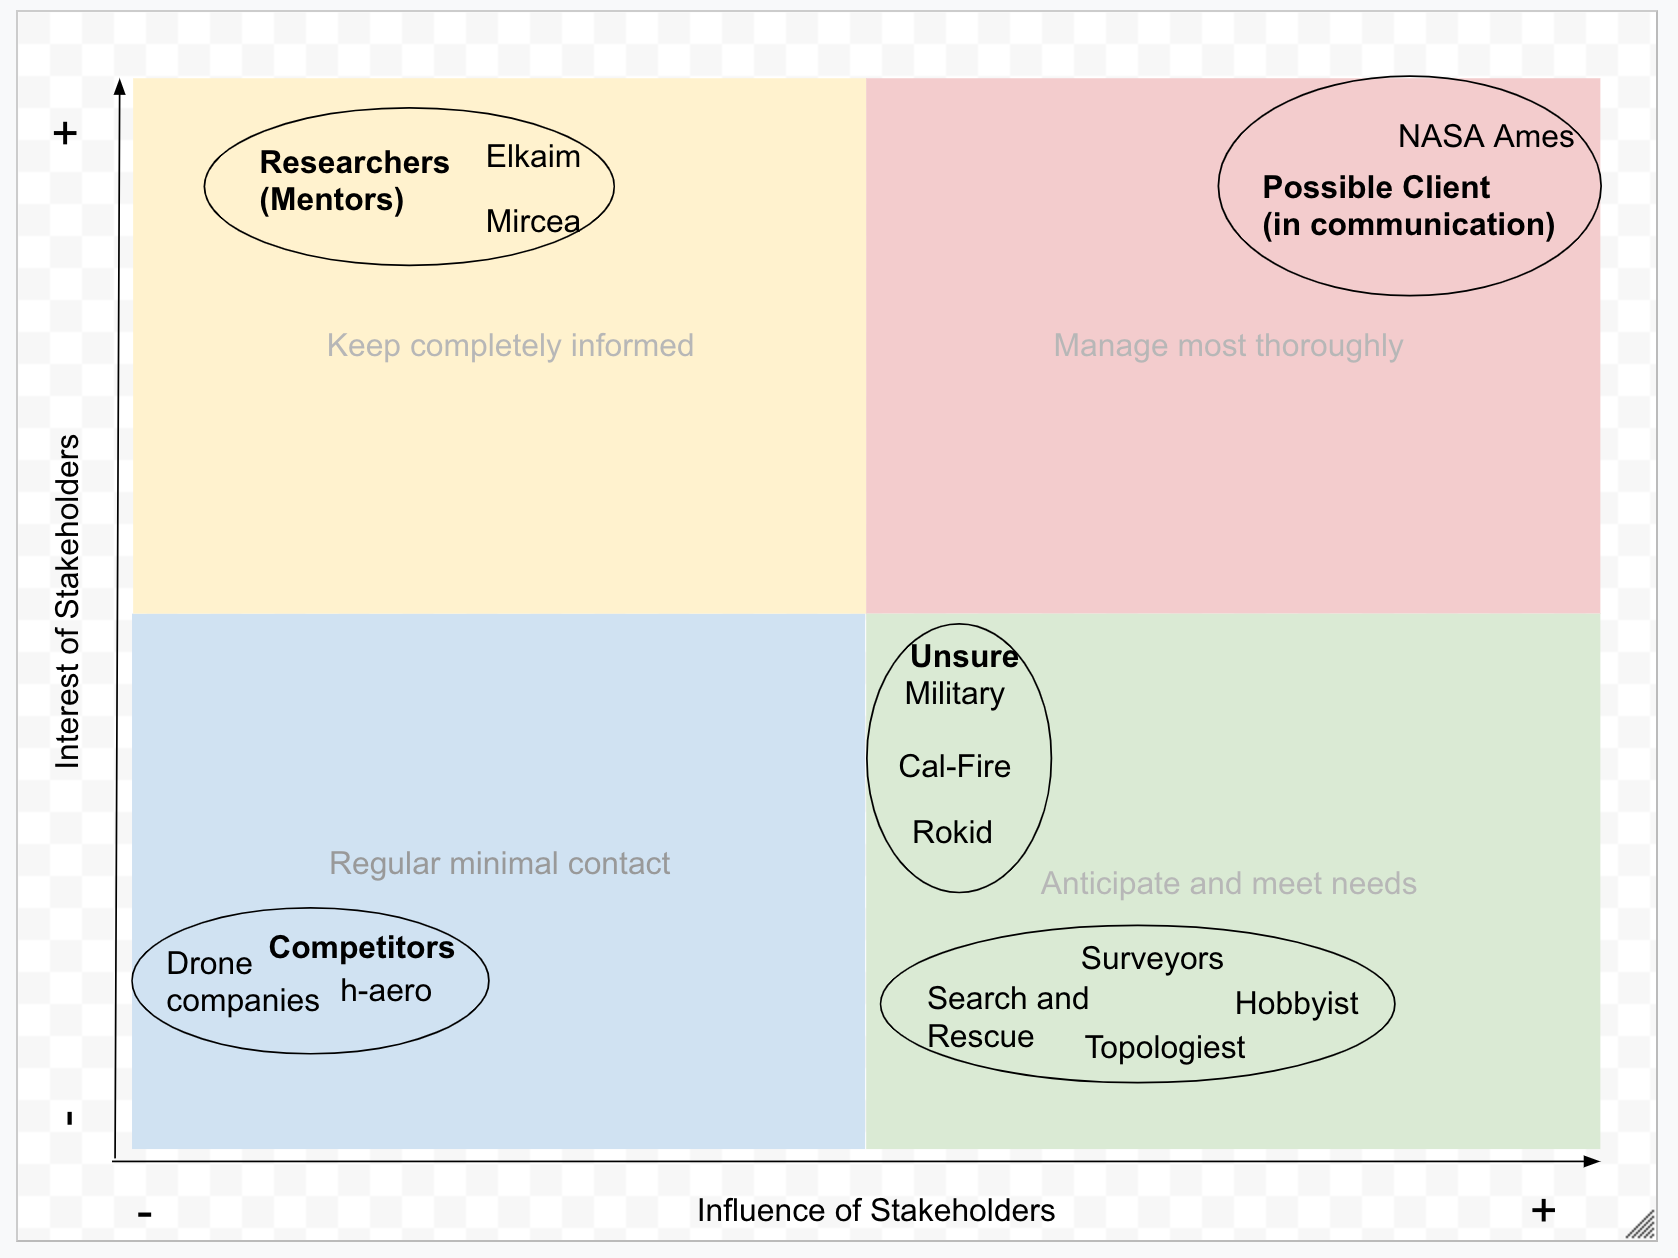 +
Interest of Stakeholders
-
Researchers
(Mentors)
Elkaim
Mircea
Keep completely informed
NASA Ames
Possible Client
(in communication)
Manage most thoroughly
Regular minimal contact
Competitors
Drone
companies
h-aero
Unsure
Military
Cal-Fire
Rokid
Anticipate and meet needs
Surveyors
Search and
Rescue
Hobbyist
Topologiest
-
Influence of Stakeholders
+